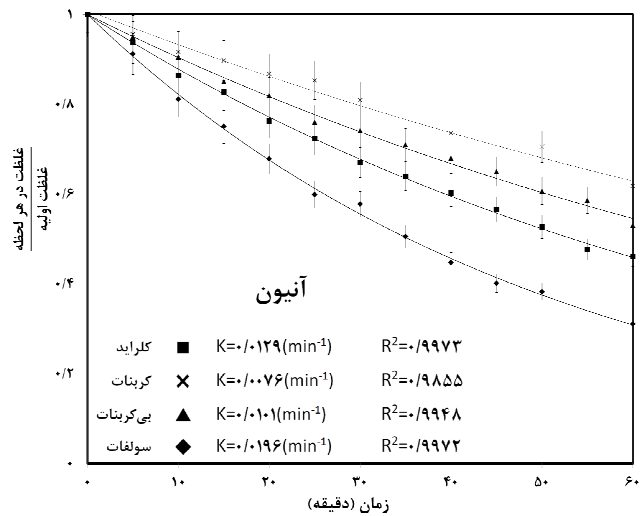 ۱
۰/۸
۰/۶
۰/۴
۰/۲
۰
غلظت در هر لحظه
غلظت اولیه
آنیون
کلراید K=۰/۰۱۲۹(min-1) R2=۰/۹۹۷۳
کربنات K=۰/۰۰۷۶(min-1) R2=۰/۹۸۵۵
بی‌کربنات K=۰/۰۱۰۱(min-1) R2=۰/۹۹۴۸
سولفات K=۰/۰۱۹۶(min-1) R2=۰/۹۹۷۲
۰ ۱۰ ۲۰ ۳۰ ۴۰ ۵۰ ۶۰
زمان (دقیقه)